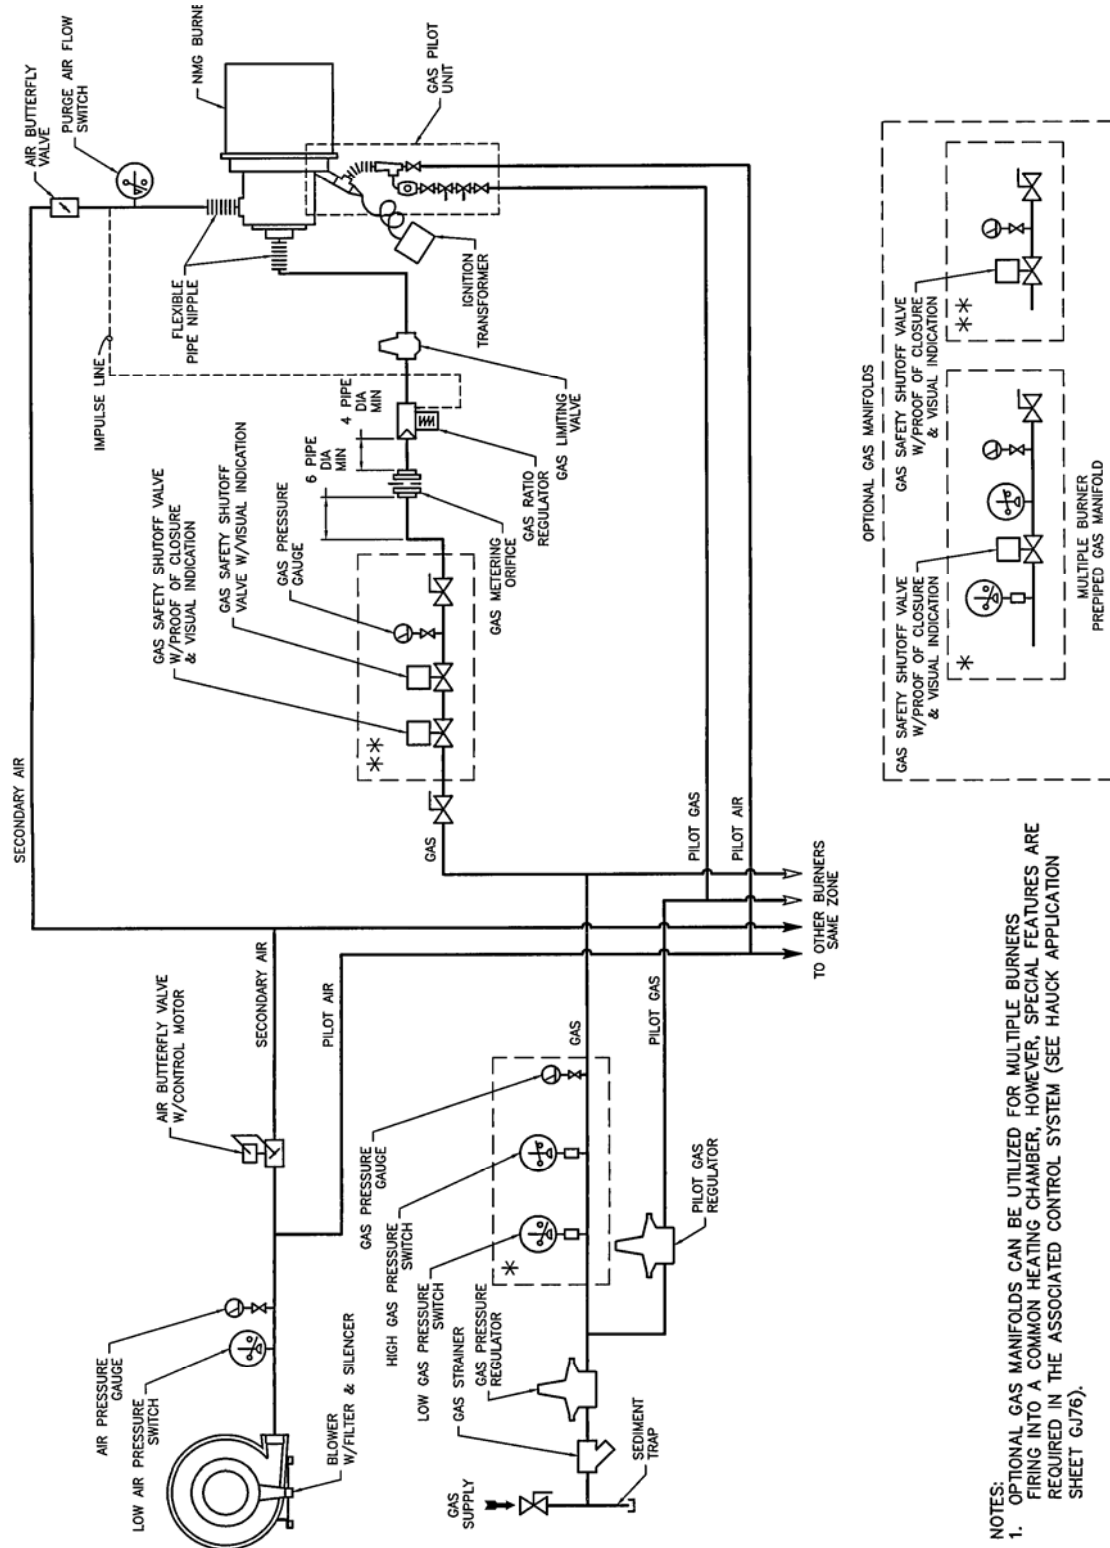 AIR BUTTERFLY
VALVE
PURGE AIR FLOW
SWITCH
NMG BURNE
GAS PILOT
UNIT
SECONDARY AIR
IMPULSE LINE
FLEXIBLE
PIPE NIPPLE
IGNITION
TRANSFORMER
GAS LIMITING
VALVE
4 PIPE
DIA
MIN
6 PIPE
DIA
MIN
GAS RATIO
REGULATOR
GAS METERING
ORIFICE
GAS PRESSURE
GAUGE
GAS SAFETY SHUTOFF
VALVE W/VISUAL INDICATION
GAS SAFETY SHUTOFF VALVE
W/PROOF OF CLOSURE
& VISUAL INDICATION
**
GAS
PILOT GAS
PILOT AIR
TO OTHER BURNERS
SAME ZONE
SECONDARY AIR
PILOT AIR
AIR BUTTERFLY VALVE
W/CONTROL MOTOR
AIR PRESSURE
GAUGE
LOW AIR PRESSURE
SWITCH
BLOWER
W/FILTER & SILENCER
GAS
PILOT GAS
GAS PRESSURE
GAUGE
HIGH GAS PRESSURE
SWITCH
LOW GAS PRESSURE
SWITCH
*
GAS PRESSURE
REGULATOR
GAS STRAINER
PILOT GAS
REGULATOR
GAS
SUPPLY
SEDIMENT
TRAP
OPTIONAL GAS MANIFOLDS
GAS SAFETY SHUTOFF VALVE
W/PROOF OF CLOSURE
& VISUAL INDICATION
**
GAS SAFETY SHUTOFF VALVE
W/PROOF OF CLOSURE
& VISUAL INDICATION
*
MULTIPLE BURNER
PREPIPED GAS MANIFOLD
NOTES:
1. OPTIONAL GAS MANIFOLDS CAN BE UTILIZED FOR MULTIPLE BURNERS
FIRING INTO A COMMON HEATING CHAMBER, HOWEVER, SPECIAL FEATURES ARE
REQUIRED IN THE ASSOCIATED CONTROL SYSTEM (SEE HAUCK APPLICATION
SHEET GJ76).